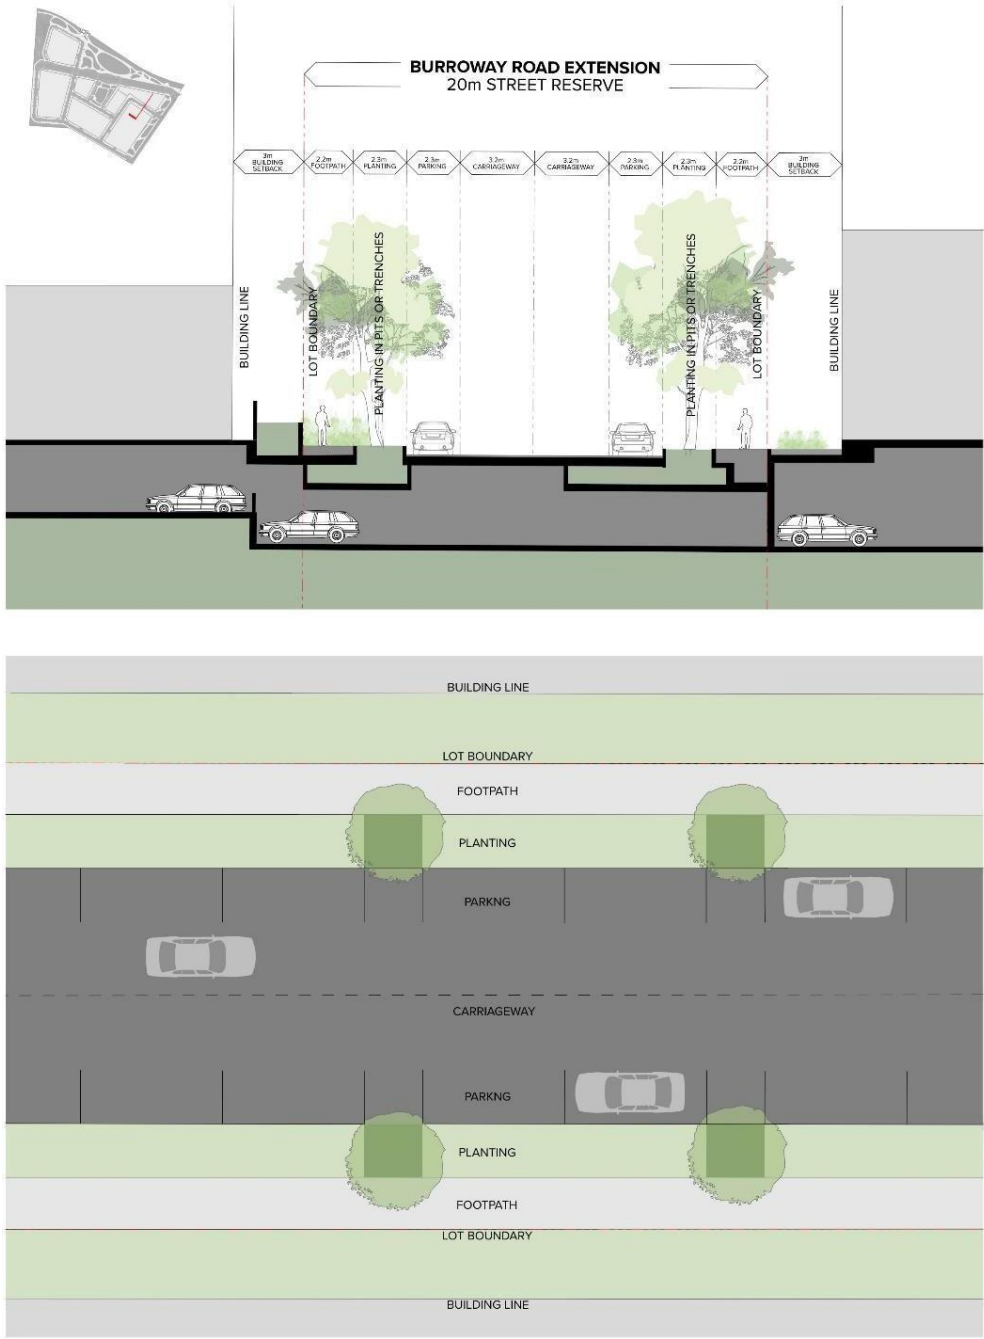 BURROWAY ROAD EXTENSION
20m STREET RESERVE
3m
BUILDING
SETBACK
2.2m
FOOTPATH
2.3m
PLANTING
2.3m
PARKING
3.2m
CARRIAGEWAY
3.2m
CARRIAGEWAY
2.3m
PARKING
2.3m
PLANTING
2.2m
FOOTPATH
3m
BUILDING
SETBACK
BUILDING LINE
LOT BOUNDARY
PLANTING IN PITS OR TRENCHES
PLANTING IN PITS OR TRENCHES
LOT BOUNDARY
BUILDING LINE
BUILDING LINE
LOT BOUNDARY
FOOTPATH
PLANTING
PARKNG
CARRIAGEWAY
PARKNG
PLANTING
FOOTPATH
LOT BOUNDARY
BUILDING LINE